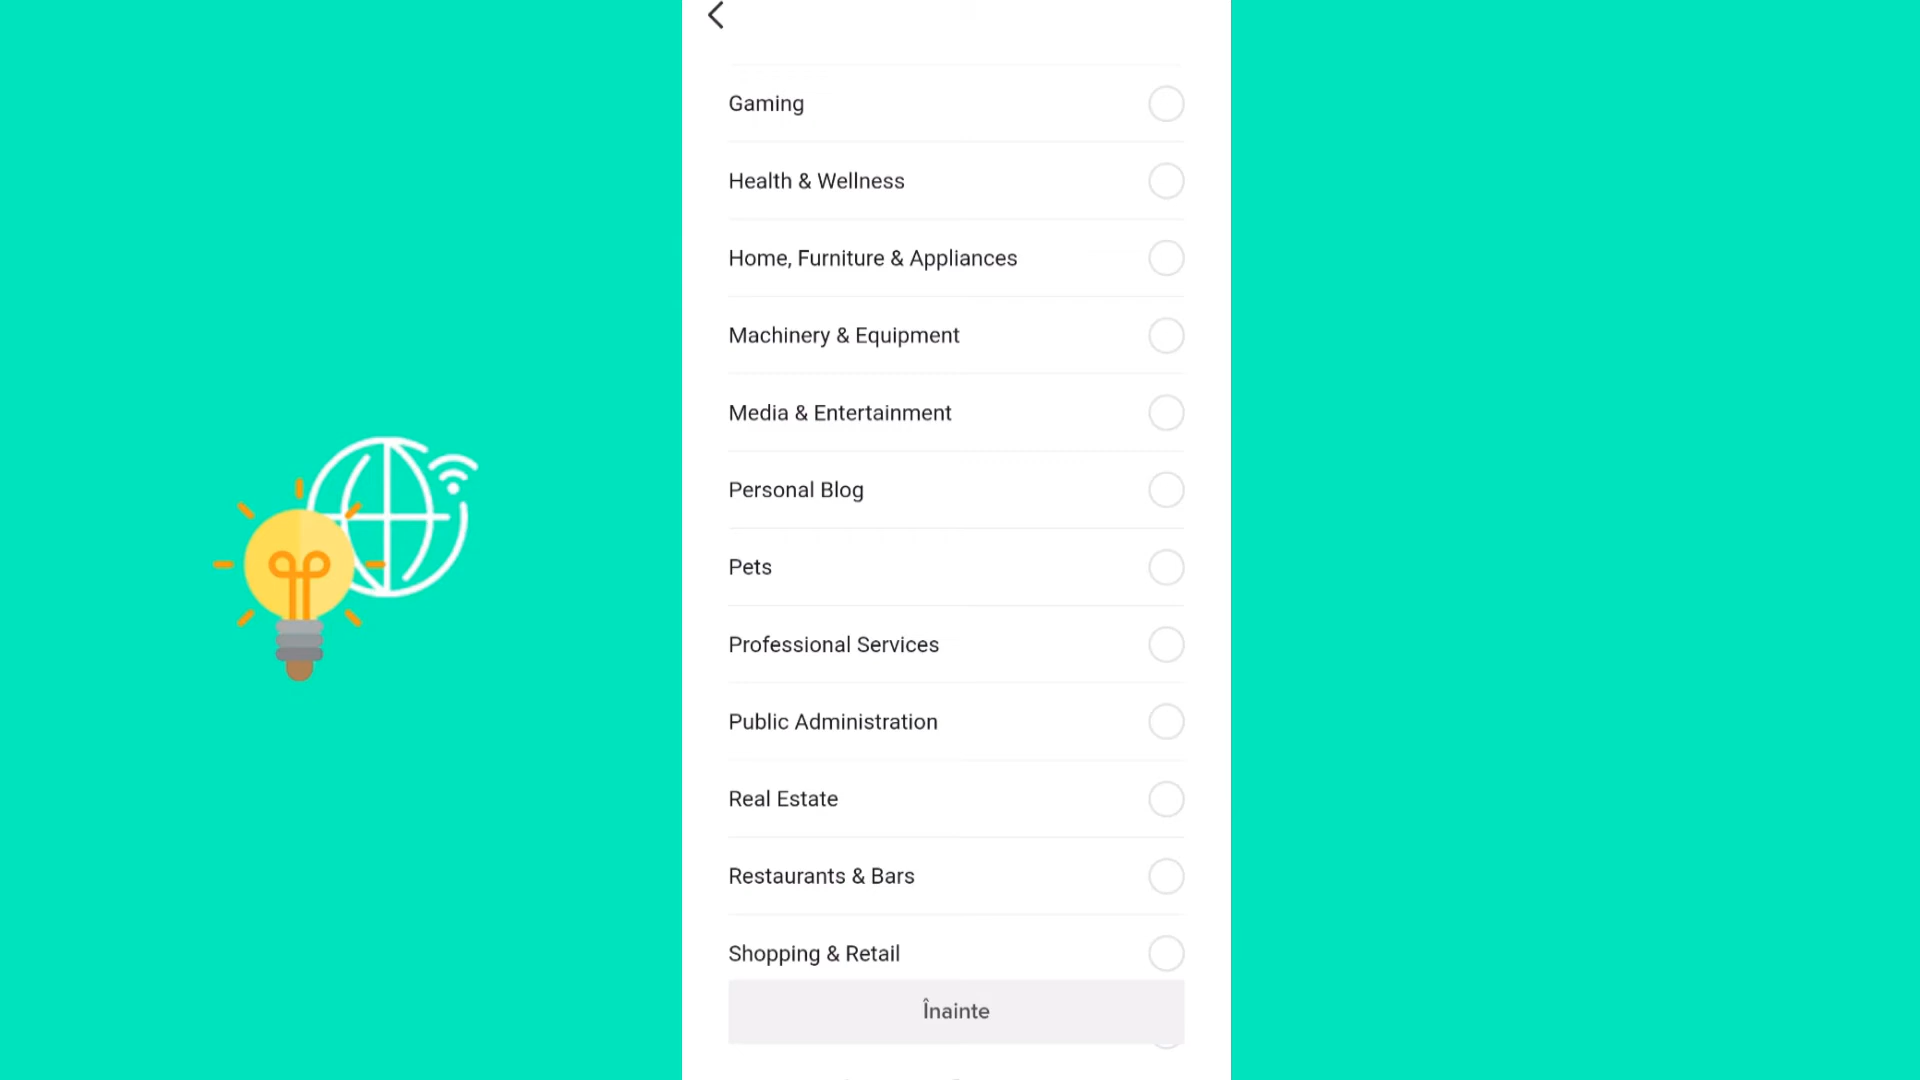 Gaming
Health & Wellness
Home, Furniture & Appliances
Machinery & Equipment
Media & Entertainment
Personal Blog
Pets
Professional Services
Public Administration
Real Estate
Restaurants & Bars
Shopping & Retail
Înainte